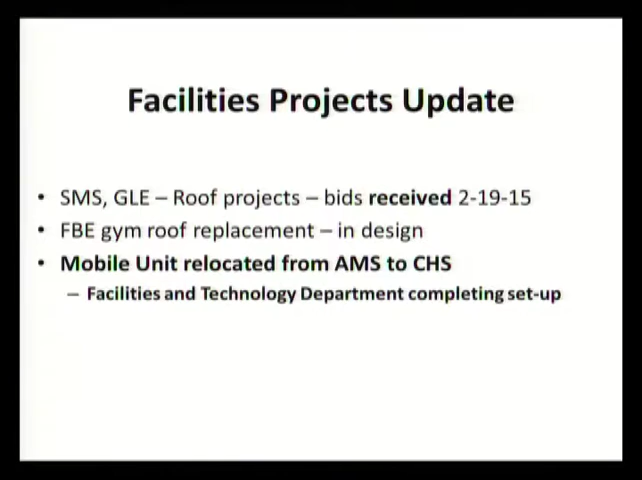 Facilities Projects Update
• SMS, GLE – Roof projects – bids received 2-19-15
• FBE gym roof replacement – in design
• Mobile Unit relocated from AMS to CHS
– Facilities and Technology Department completing set-up